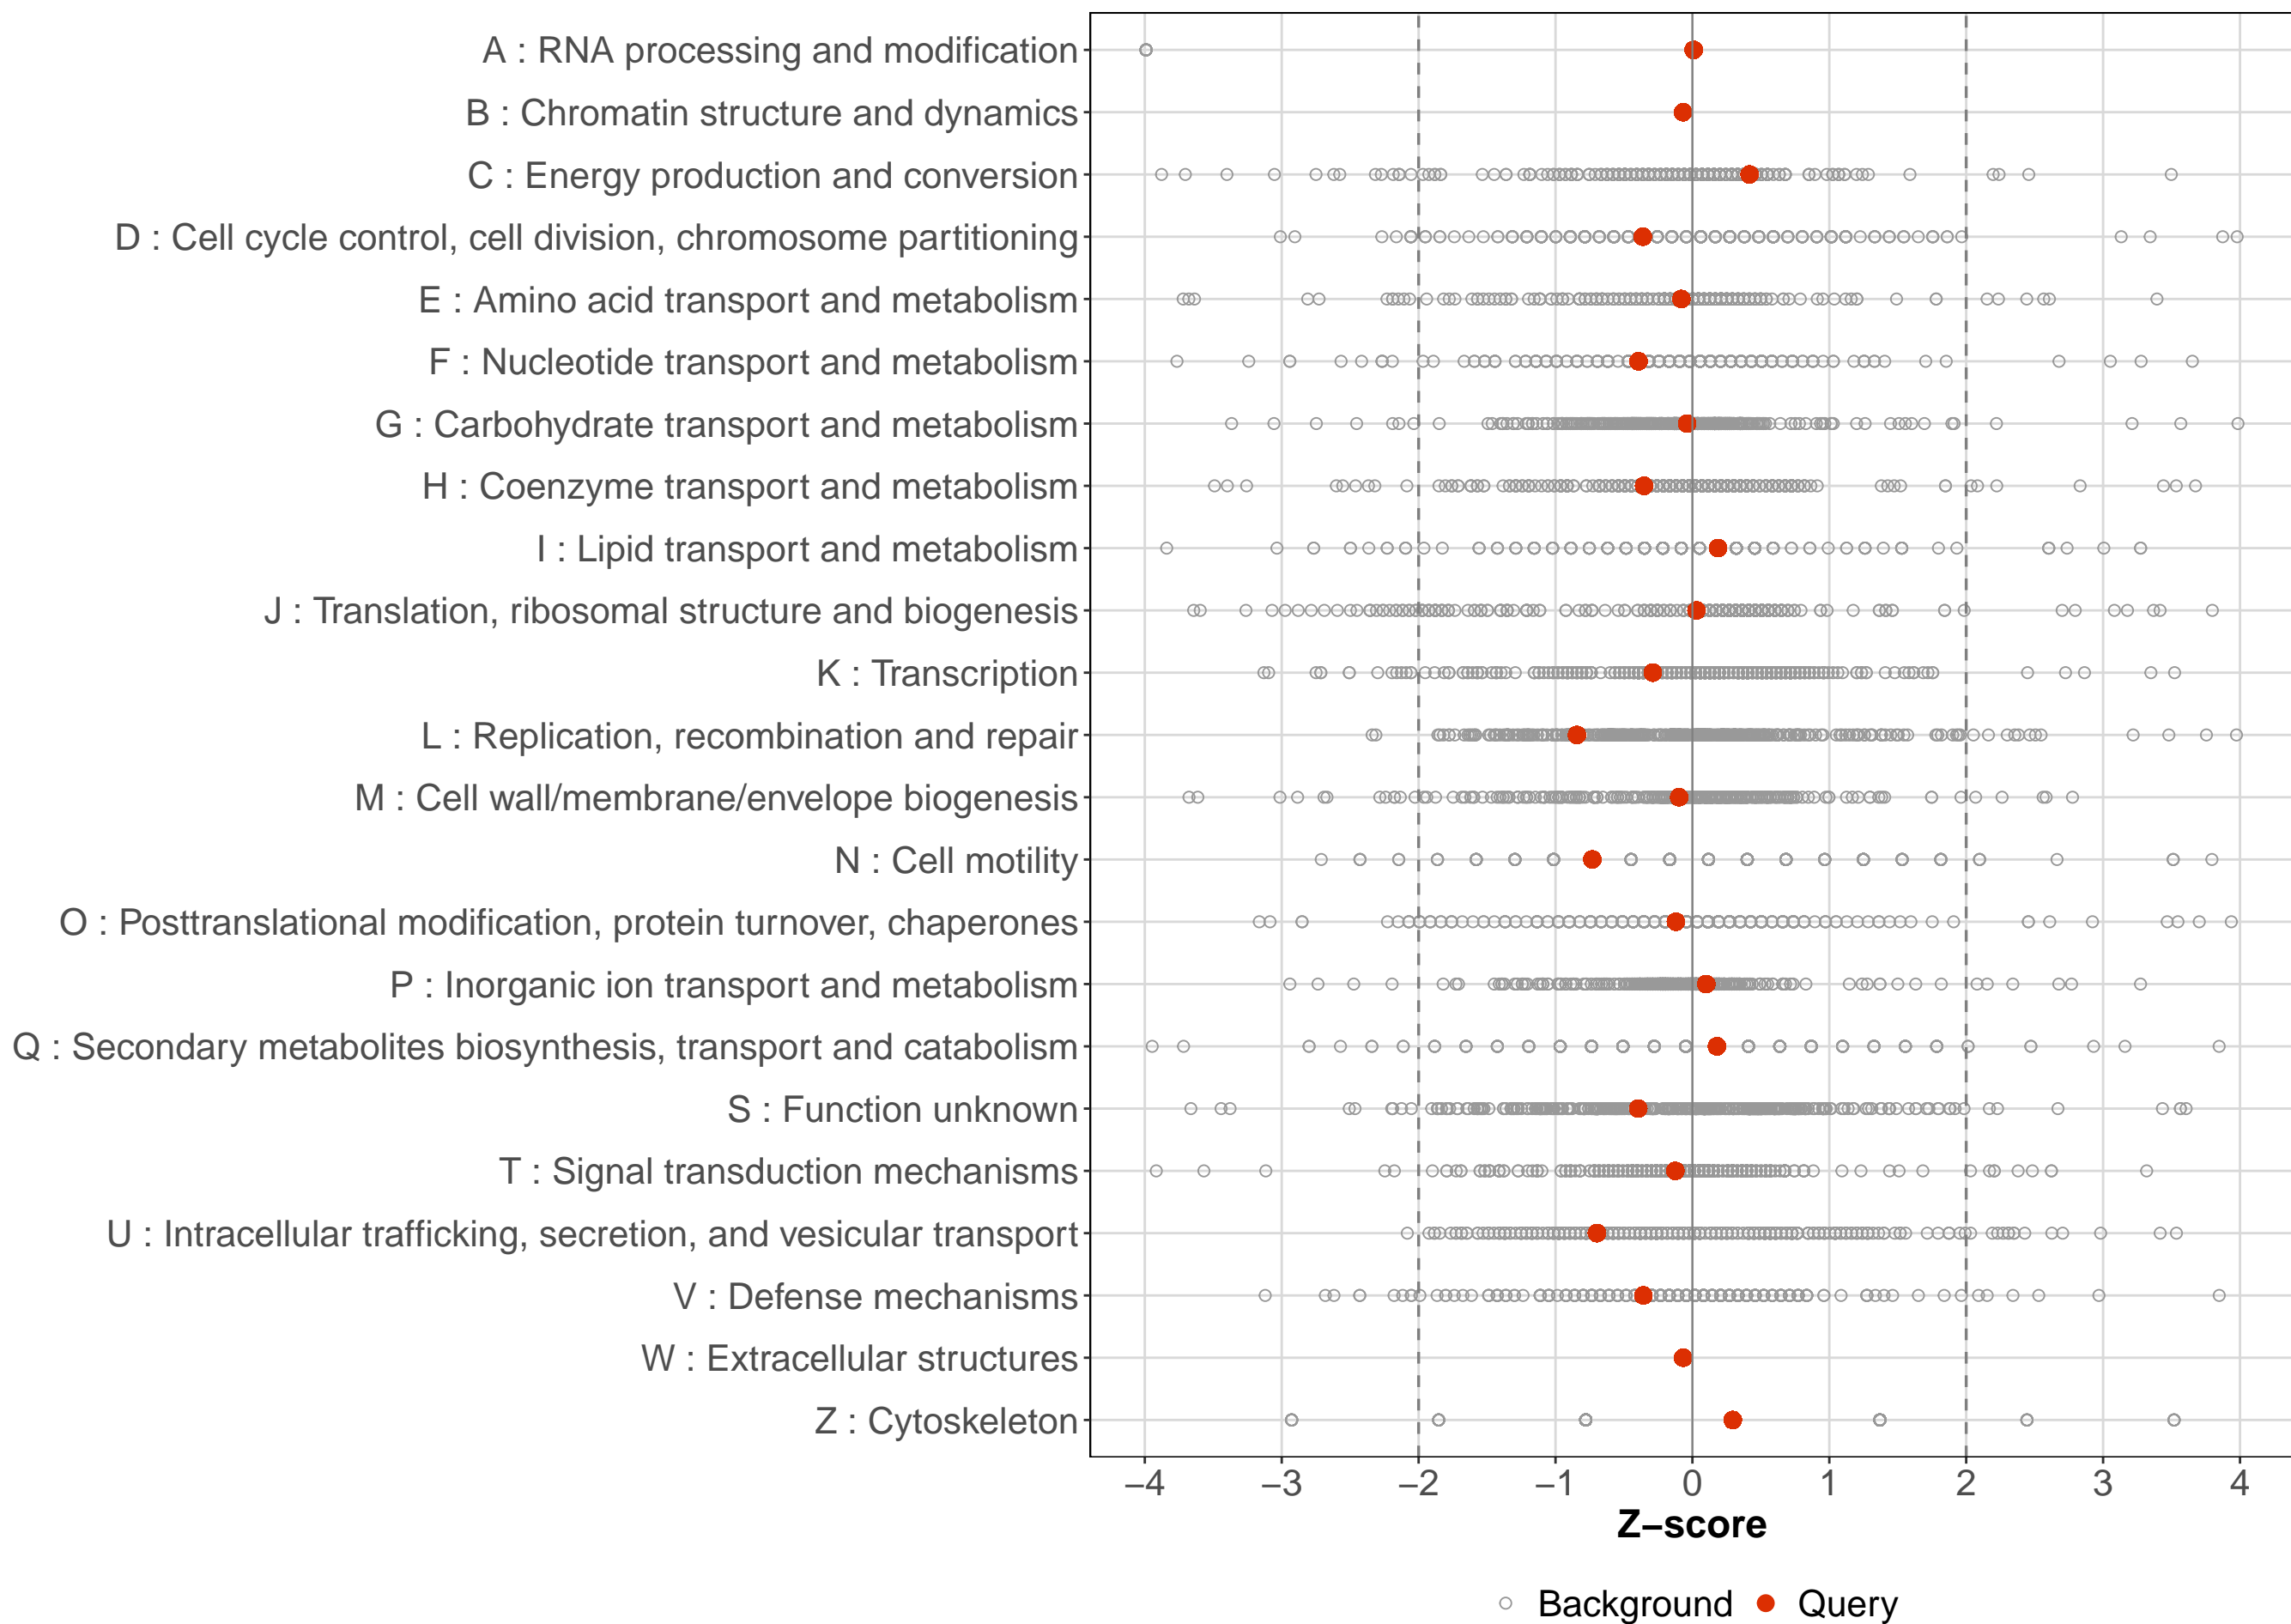 A : RNA processing and modification
B : Chromatin structure and dynamics
C : Energy production and conversion
D : Cell cycle control, cell division, chromosome partitioning
E : Amino acid transport and metabolism
F : Nucleotide transport and metabolism
G : Carbohydrate transport and metabolism
H : Coenzyme transport and metabolism
I : Lipid transport and metabolism
J : Translation, ribosomal structure and biogenesis
K : Transcription
L : Replication, recombination and repair
M : Cell wall/membrane/envelope biogenesis
N : Cell motility
O : Posttranslational modification, protein turnover, chaperones
P : Inorganic ion transport and metabolism
Q : Secondary metabolites biosynthesis, transport and catabolism
S : Function unknown
T : Signal transduction mechanisms
U : Intracellular trafficking, secretion, and vesicular transport
V : Defense mechanisms
W : Extracellular structures
Z : Cytoskeleton
−4 −3 −2 −1 0 1 2 3 4
Z−score
Background Query